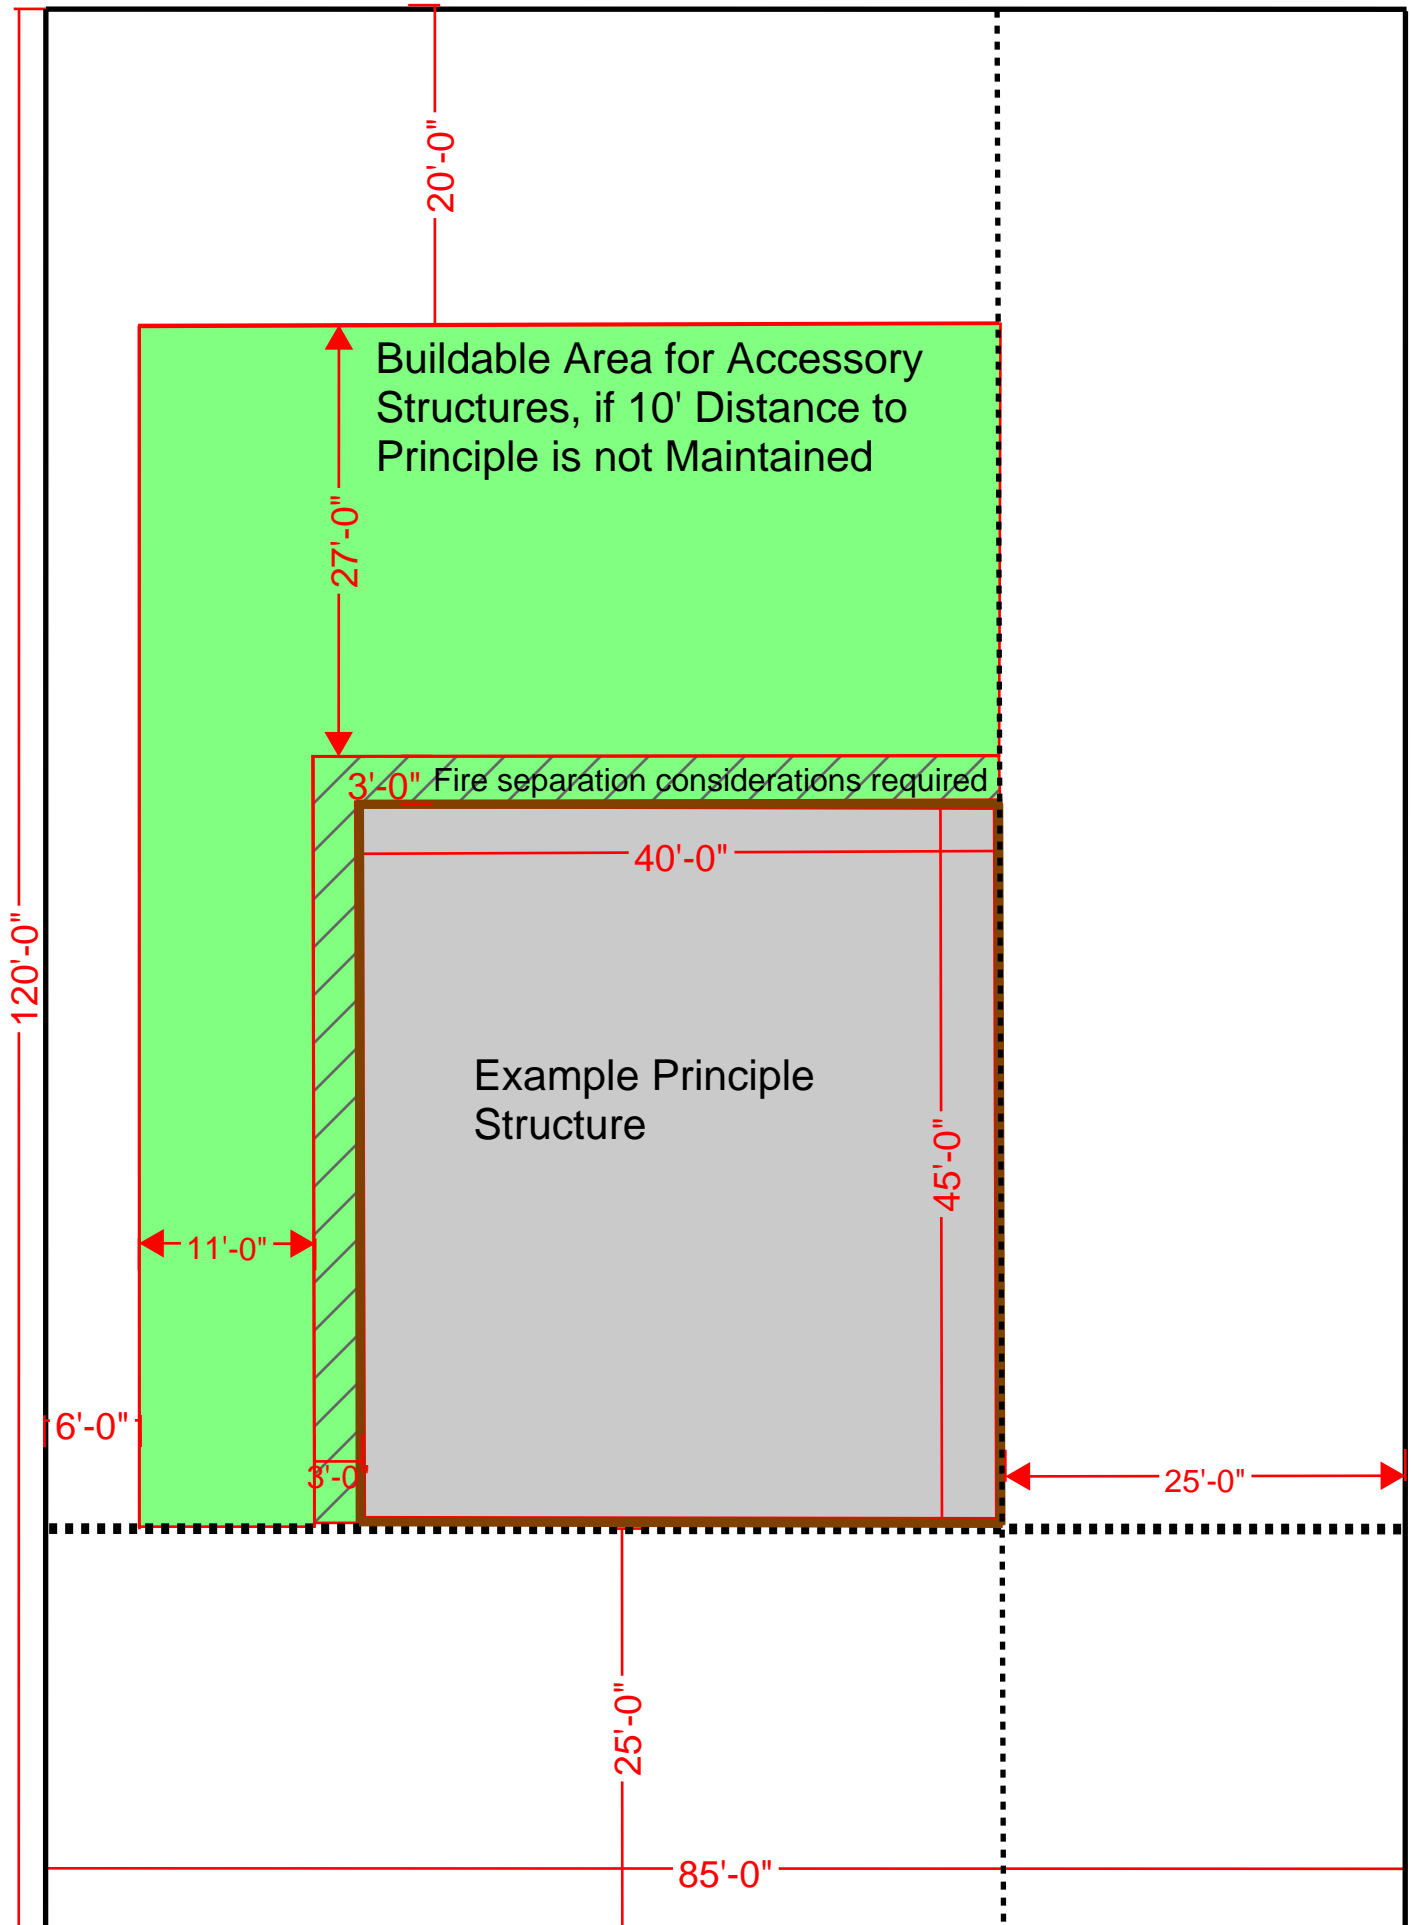 20'-0"
Buildable Area for Accessory
Structures, if 10' Distance to
Principle is not Maintained
27'-0"
3'-0" Fire separation considerations required
40'-0"
120'-0"
Example Principle
Structure
45'-0"
11'-0"
6'-0"
3'-0"
25'-0"
25'-0"
85'-0"